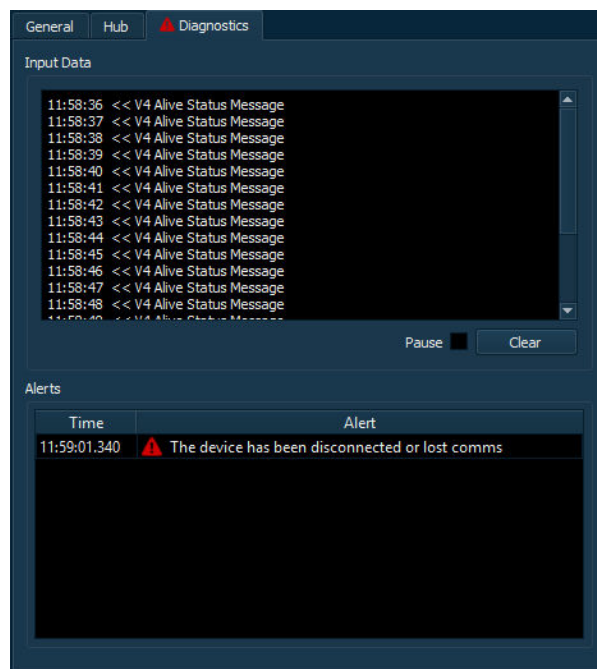 General Hub Diagnostics
Input Data
11:58:36 << V4 Alive Status Message
11:58:37 << V4 Alive Status Message
11:58:38 << V4 Alive Status Message
11:58:39 << V4 Alive Status Message
11:58:40 << V4 Alive Status Message
11:58:41 << V4 Alive Status Message
11:58:42 << V4 Alive Status Message
11:58:43 << V4 Alive Status Message
11:58:44 << V4 Alive Status Message
11:58:45 << V4 Alive Status Message
11:58:46 << V4 Alive Status Message
11:58:47 << V4 Alive Status Message
11:58:48 << V4 Alive Status Message
Pause Clear
Alerts
Time Alert
11:59:01.340 The device has been disconnected or lost comms